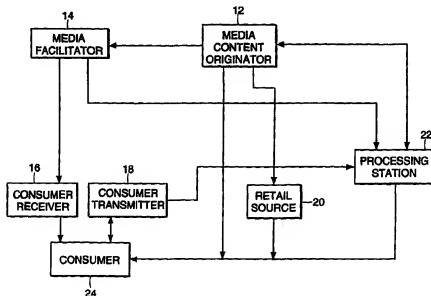 14
MEDIA
FACILITATOR
12
MEDIA
CONTENT
ORIGINATOR
22
PROCESSING
STATION
16
CONSUMER
RECEIVER
18
CONSUMER
TRANSMITTER
RETAIL
SOURCE
20
CONSUMER
24